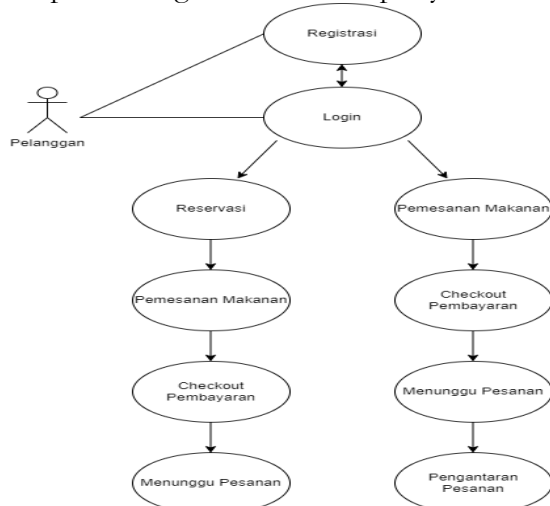 Registrasi
Login
Pelanggan
Reservasi
Pemesanan Makanan
Pemesanan Makanan
Checkout
Pembayaran
Checkout
Pembayaran
Menunggu Pesanan
Menunggu Pesanan
Pengantaran
Pesanan